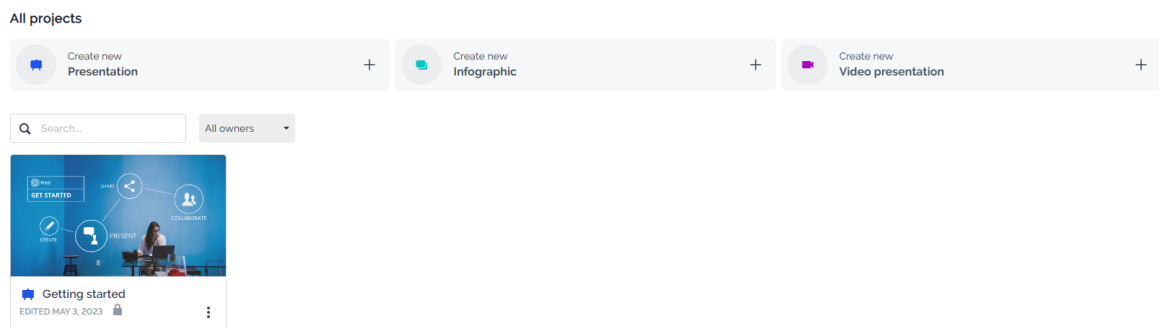 All projects
Create new
Presentation
Create new
Infographic
Create new
Video presentation
Search...
All owners
Prezi
GET STARTED
SHARE
COLLABORATE
CREATE
PRESENT
Getting started
EDITED MAY 3, 2023